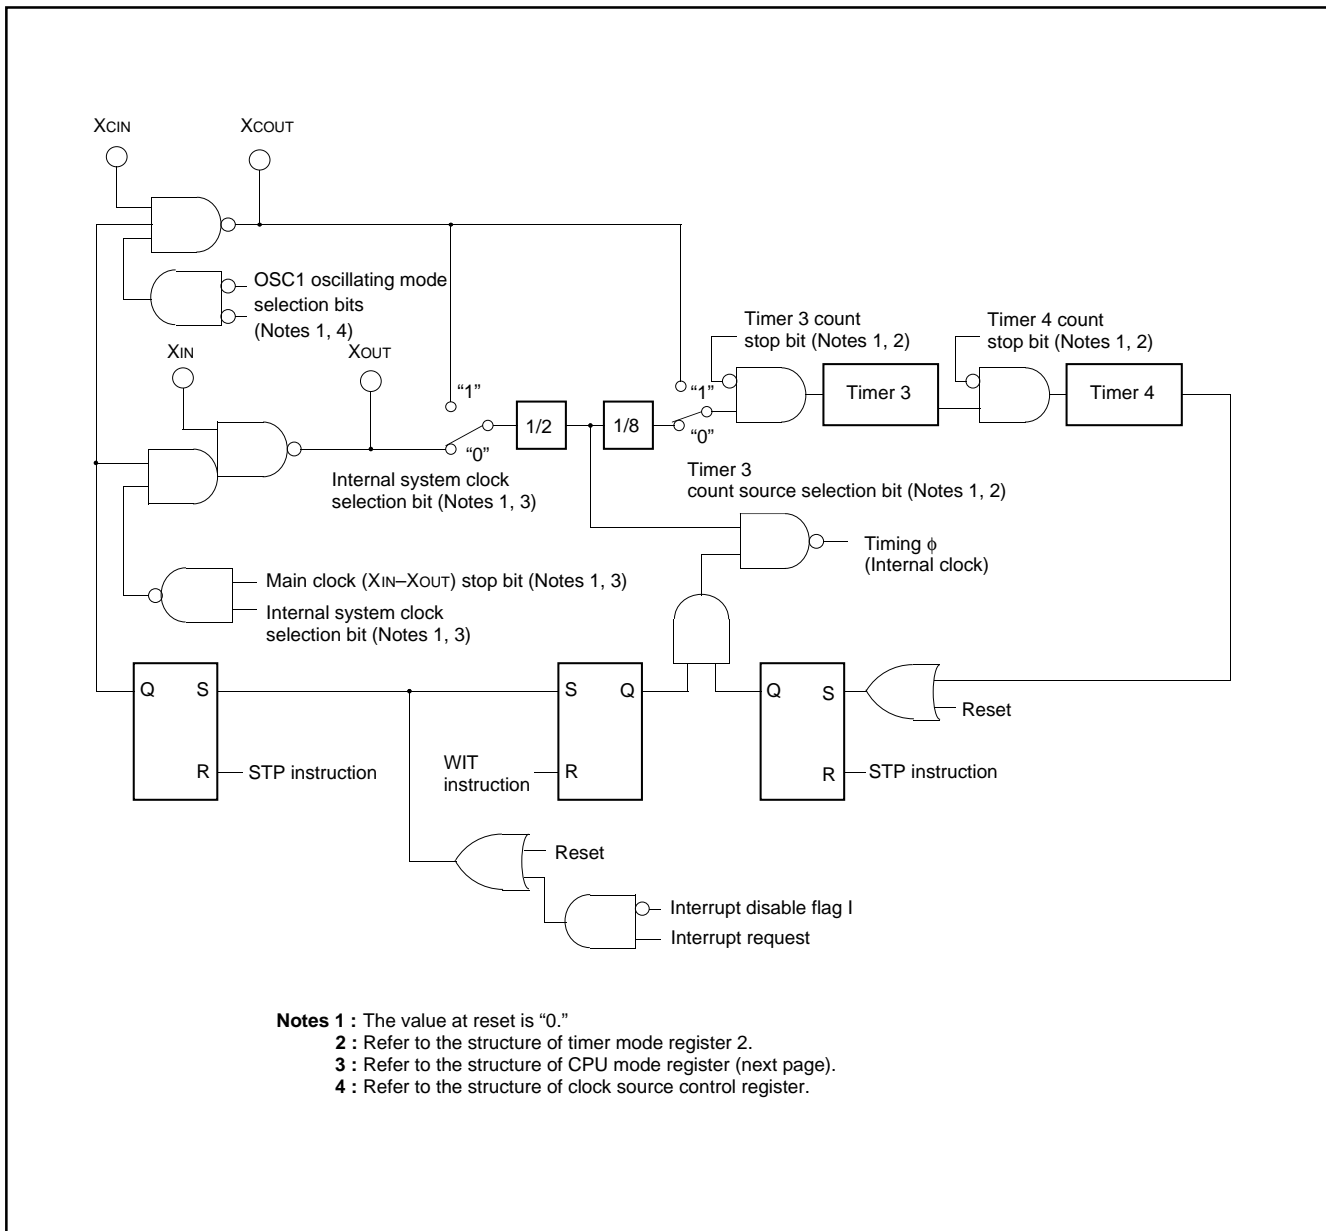 XCIN
XCOUT
OSC1 oscillating mode
selection bits
(Notes 1, 4)
XIN
XOUT
“1”
“0”
Internal system clock
selection bit (Notes 1, 3)
1/2
1/8
“1”
“0”
Timer 3 count
stop bit (Notes 1, 2)
Timer 3
Timer 4 count
stop bit (Notes 1, 2)
Timer 4
Timer 3
count source selection bit (Notes 1, 2)
Timing ϕ
(Internal clock)
Main clock (XIN–XOUT) stop bit (Notes 1, 3)
Internal system clock
selection bit (Notes 1, 3)
Q
S
R
STP instruction
S
Q
R
WIT
instruction
Q
S
R
Reset
STP instruction
Reset
Interrupt disable flag I
Interrupt request
Notes 1 : The value at reset is “0.”
2 : Refer to the structure of timer mode register 2.
3 : Refer to the structure of CPU mode register (next page).
4 : Refer to the structure of clock source control register.